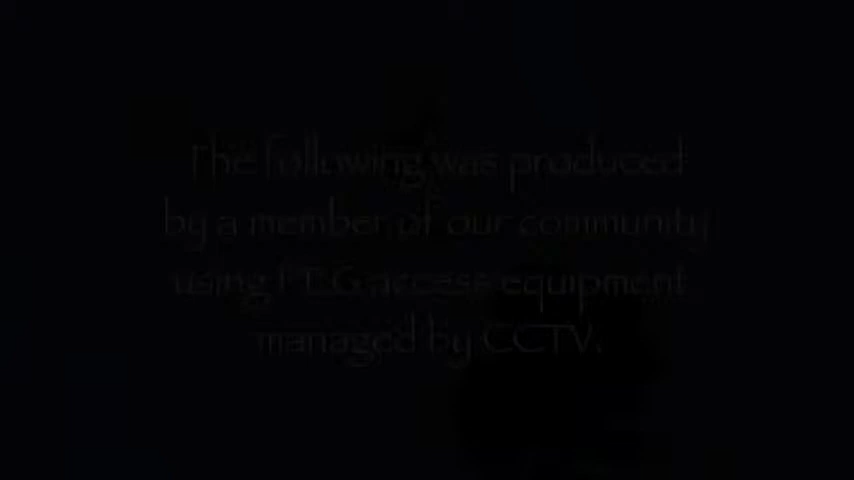 The following was produced
by a member of our community
using PEG access equipment
managed by CCTV.